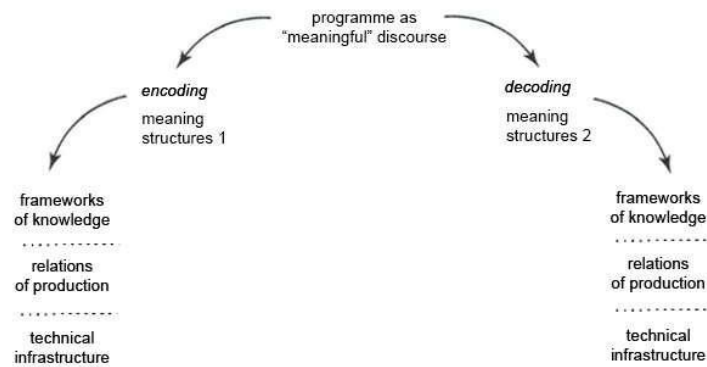 programme as
“meaningful” discourse
encoding
meaning
structures 1
decoding
meaning
structures 2
frameworks
of knowledge
relations
of production
technical
infrastructure
frameworks
of knowledge
relations
of production
technical
infrastructure